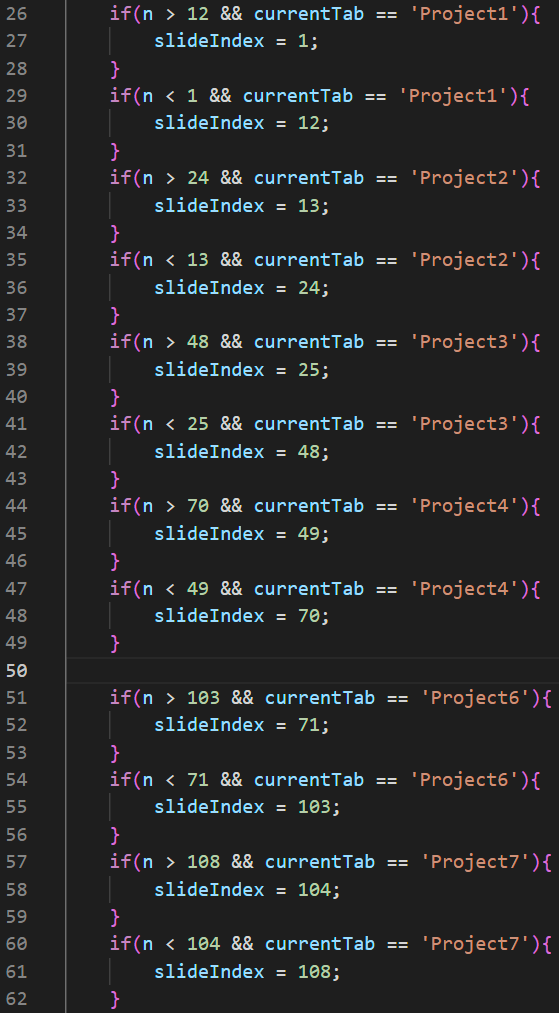 26 if(n > 12 && currentTab == 'Project1'){
27 slideIndex = 1;
28 }
29 if(n < 1 && currentTab == 'Project1'){
30 slideIndex = 12;
31 }
32 if(n > 24 && currentTab == 'Project2'){
33 slideIndex = 13;
34 }
35 if(n < 13 && currentTab == 'Project2'){
36 slideIndex = 24;
37 }
38 if(n > 48 && currentTab == 'Project3'){
39 slideIndex = 25;
40 }
41 if(n < 25 && currentTab == 'Project3'){
42 slideIndex = 48;
43 }
44 if(n > 70 && currentTab == 'Project4'){
45 slideIndex = 49;
46 }
47 if(n < 49 && currentTab == 'Project4'){
48 slideIndex = 70;
49 }
50
51 if(n > 103 && currentTab == 'Project6'){
52 slideIndex = 71;
53 }
54 if(n < 71 && currentTab == 'Project6'){
55 slideIndex = 103;
56 }
57 if(n > 108 && currentTab == 'Project7'){
58 slideIndex = 104;
59 }
60 if(n < 104 && currentTab == 'Project7'){
61 slideIndex = 108;
62 }